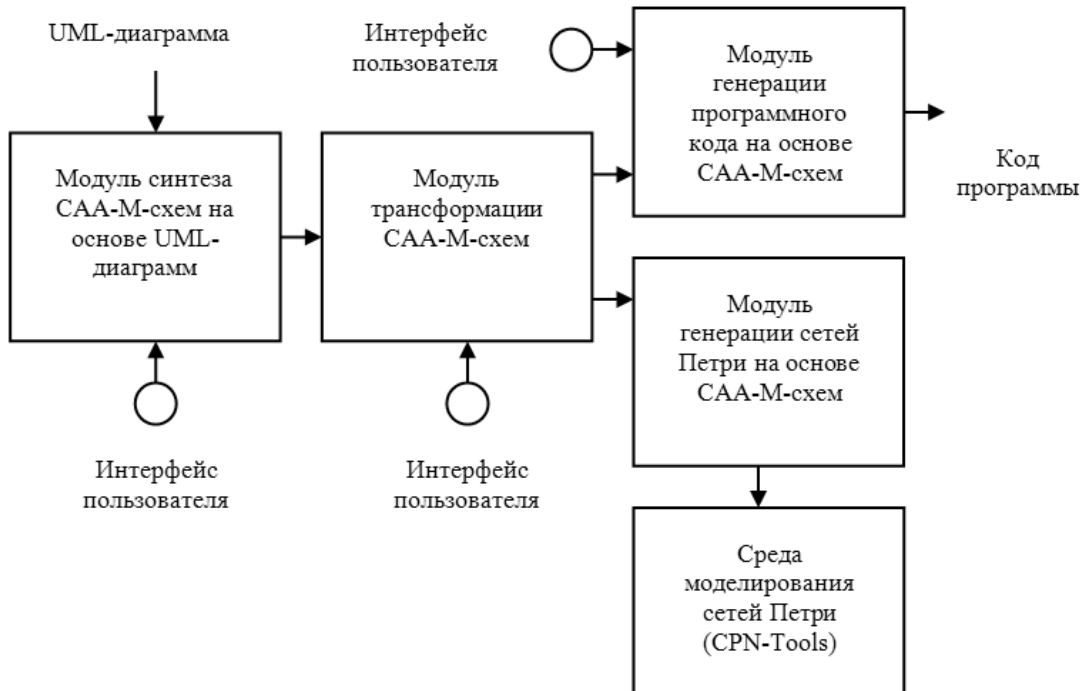 UML-диаграмма
Интерфейс
пользователя
Модуль
генерации
программного
кода на основе
САА-М-схем
Код
программы
Модуль синтеза
САА-М-схем на
основе UML-
диаграмм
Модуль
трансформации
САА-М-схем
Модуль
генерации сетей
Петри на основе
САА-М-схем
Интерфейс
пользователя
Интерфейс
пользователя
Среда
моделирования
сетей Петри
(CPN-Tools)